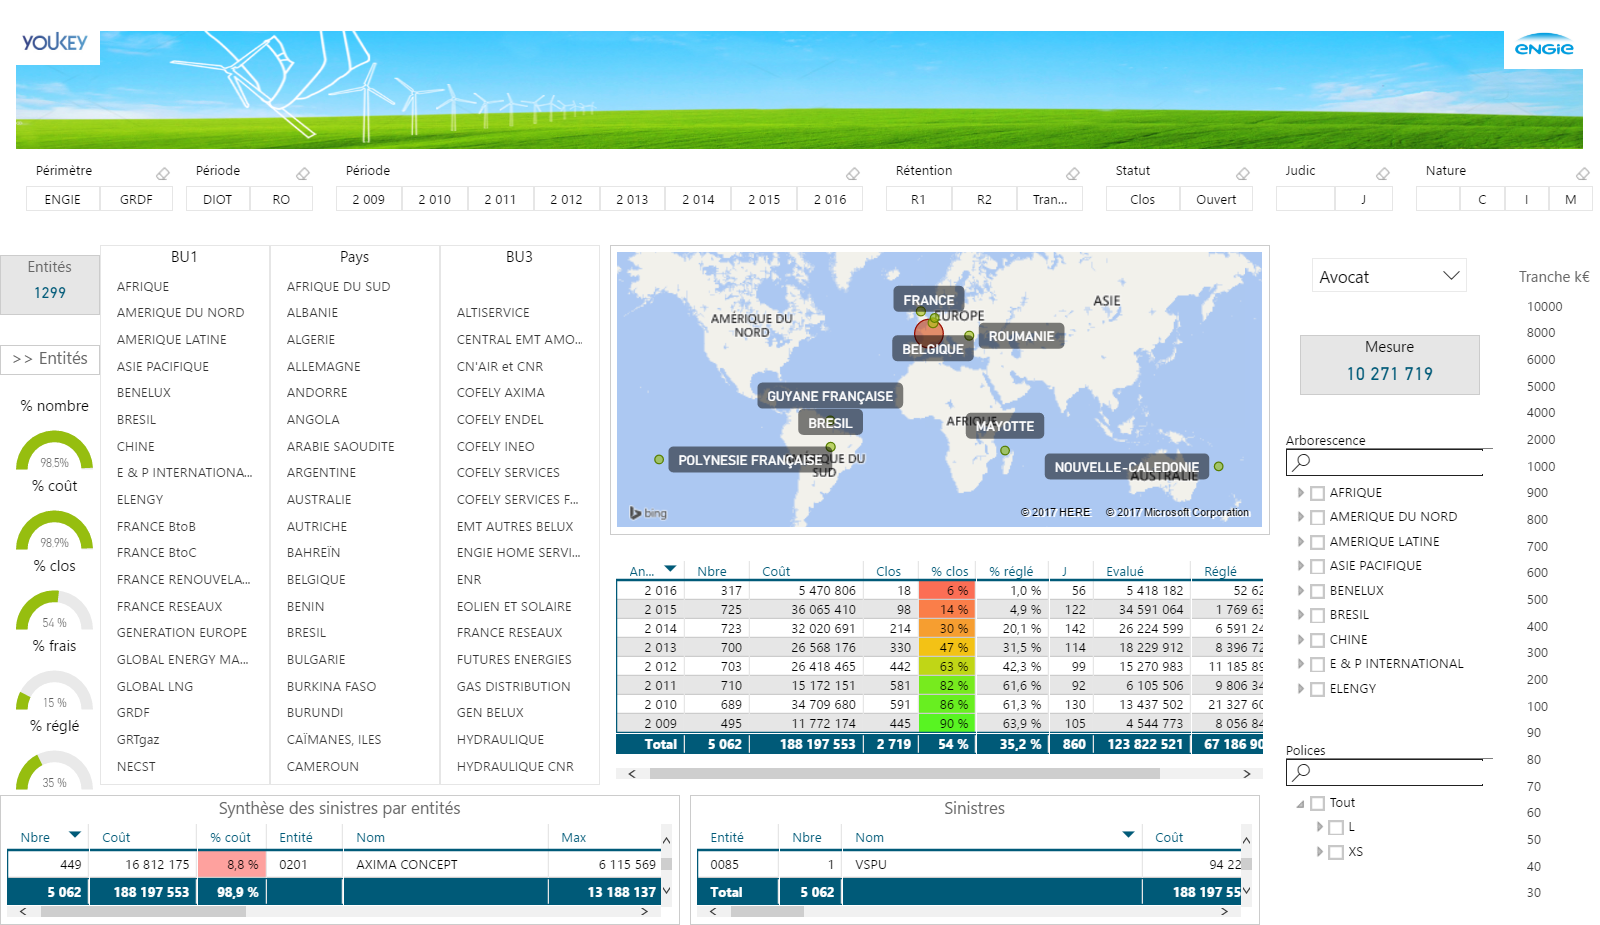 YOUKEY
ENGIE
Périmètre
Période
Période
Rétention
Statut
Judic
Nature
ENGIE GRDF
DIOT RO
2 009 2 010 2 011 2 012 2 013 2 014 2 015 2 016
R1 R2 Tran...
Clos Ouvert
J
C I M
Entités
1299
>> Entités
% nombre
98.5%
% coût
98.9%
% clos
54 %
% frais
15 %
% réglé
35 %
BU1
AFRIQUE
AMERIQUE DU NORD
AMERIQUE LATINE
ASIE PACIFIQUE
BENELUX
BRESIL
CHINE
E & P INTERNATIONA...
ELENGY
FRANCE BtoB
FRANCE BtoC
FRANCE RENOUVELA...
FRANCE RESEAUX
GENERATION EUROPE
GLOBAL ENERGY MA...
GLOBAL LNG
GRDF
GRTgaz
NECST
Pays
AFRIQUE DU SUD
ALBANIE
ALGERIE
ALLEMAGNE
ANDORRE
ANGOLA
ARABIE SAOUDITE
ARGENTINE
AUSTRALIE
AUTRICHE
BAHREÏN
BELGIQUE
BENIN
BRESIL
BULGARIE
BURKINA FASO
BURUNDI
CAÏMANES, ILES
CAMEROUN
BU3
ALTISERVICE
CENTRAL EMT AMO...
CN'AIR et CNR
COFELY AXIMA
COFELY ENDEL
COFELY INEO
COFELY SERVICES
COFELY SERVICES F...
EMT AUTRES BELUX
ENGIE HOME SERVI...
ENR
EOLIEN ET SOLAIRE
FRANCE RESEAUX
FUTURES ENERGIES
GAS DISTRIBUTION
GEN BELUX
HYDRAULIQUE
HYDRAULIQUE CNR
AMERIQUE DU
NORD
FRANCE
EUROPE
ASIE
ROUMANIE
BELGIQUE
GUYANE FRANÇAISE
BRESIL
AFRIQUE
MAYOTTE
POLYNESIE FRANÇAISE
SUD
NOUVELLE-CALEDONIE
AUSTRALIE
bing
© 2017 HERE © 2017 Microsoft Corporation
An... Nbre Coût Clos % clos % réglé J Evalué Réglé
2 016 317 5 470 806 18 6 % 1,0 % 56 5 418 182 52 62
2 015 725 36 065 410 98 14 % 4,9 % 122 34 591 064 1 769 63
2 014 723 32 020 691 214 30 % 20,1 % 142 26 224 599 6 591 24
2 013 700 26 568 176 330 47 % 31,5 % 114 18 229 912 8 396 72
2 012 703 26 418 465 442 63 % 42,3 % 99 15 270 983 11 185 89
2 011 710 15 172 151 581 82 % 61,6 % 92 6 105 506 9 806 34
2 010 689 34 709 680 591 86 % 61,3 % 130 13 437 502 21 327 60
2 009 495 11 772 174 445 90 % 63,9 % 105 4 544 773 8 056 84
Total 5 062 188 197 553 2 719 54 % 35,2 % 860 123 822 521 67 186 90
Avocat
Mesure
10 271 719
Arborescence
AFRIQUE
AMERIQUE DU NORD
AMERIQUE LATINE
ASIE PACIFIQUE
BENELUX
BRESIL
CHINE
E & P INTERNATIONAL
ELENGY
Polices
Tout
L
XS
Tranche k€
10000
8000
6000
5000
4000
2000
1000
900
800
700
600
500
400
300
200
100
90
80
70
60
50
40
30
Synthèse des sinistres par entités
Nbre Coût % coût Entité Nom Max
449 16 812 175 8,8 % 0201 AXIMA CONCEPT 6 115 569
5 062 188 197 553 98,9 % 13 188 137
Sinistres
Entité Nbre Nom Coût
0085 1 VSPU 94 22
Total 5 062 188 197 55